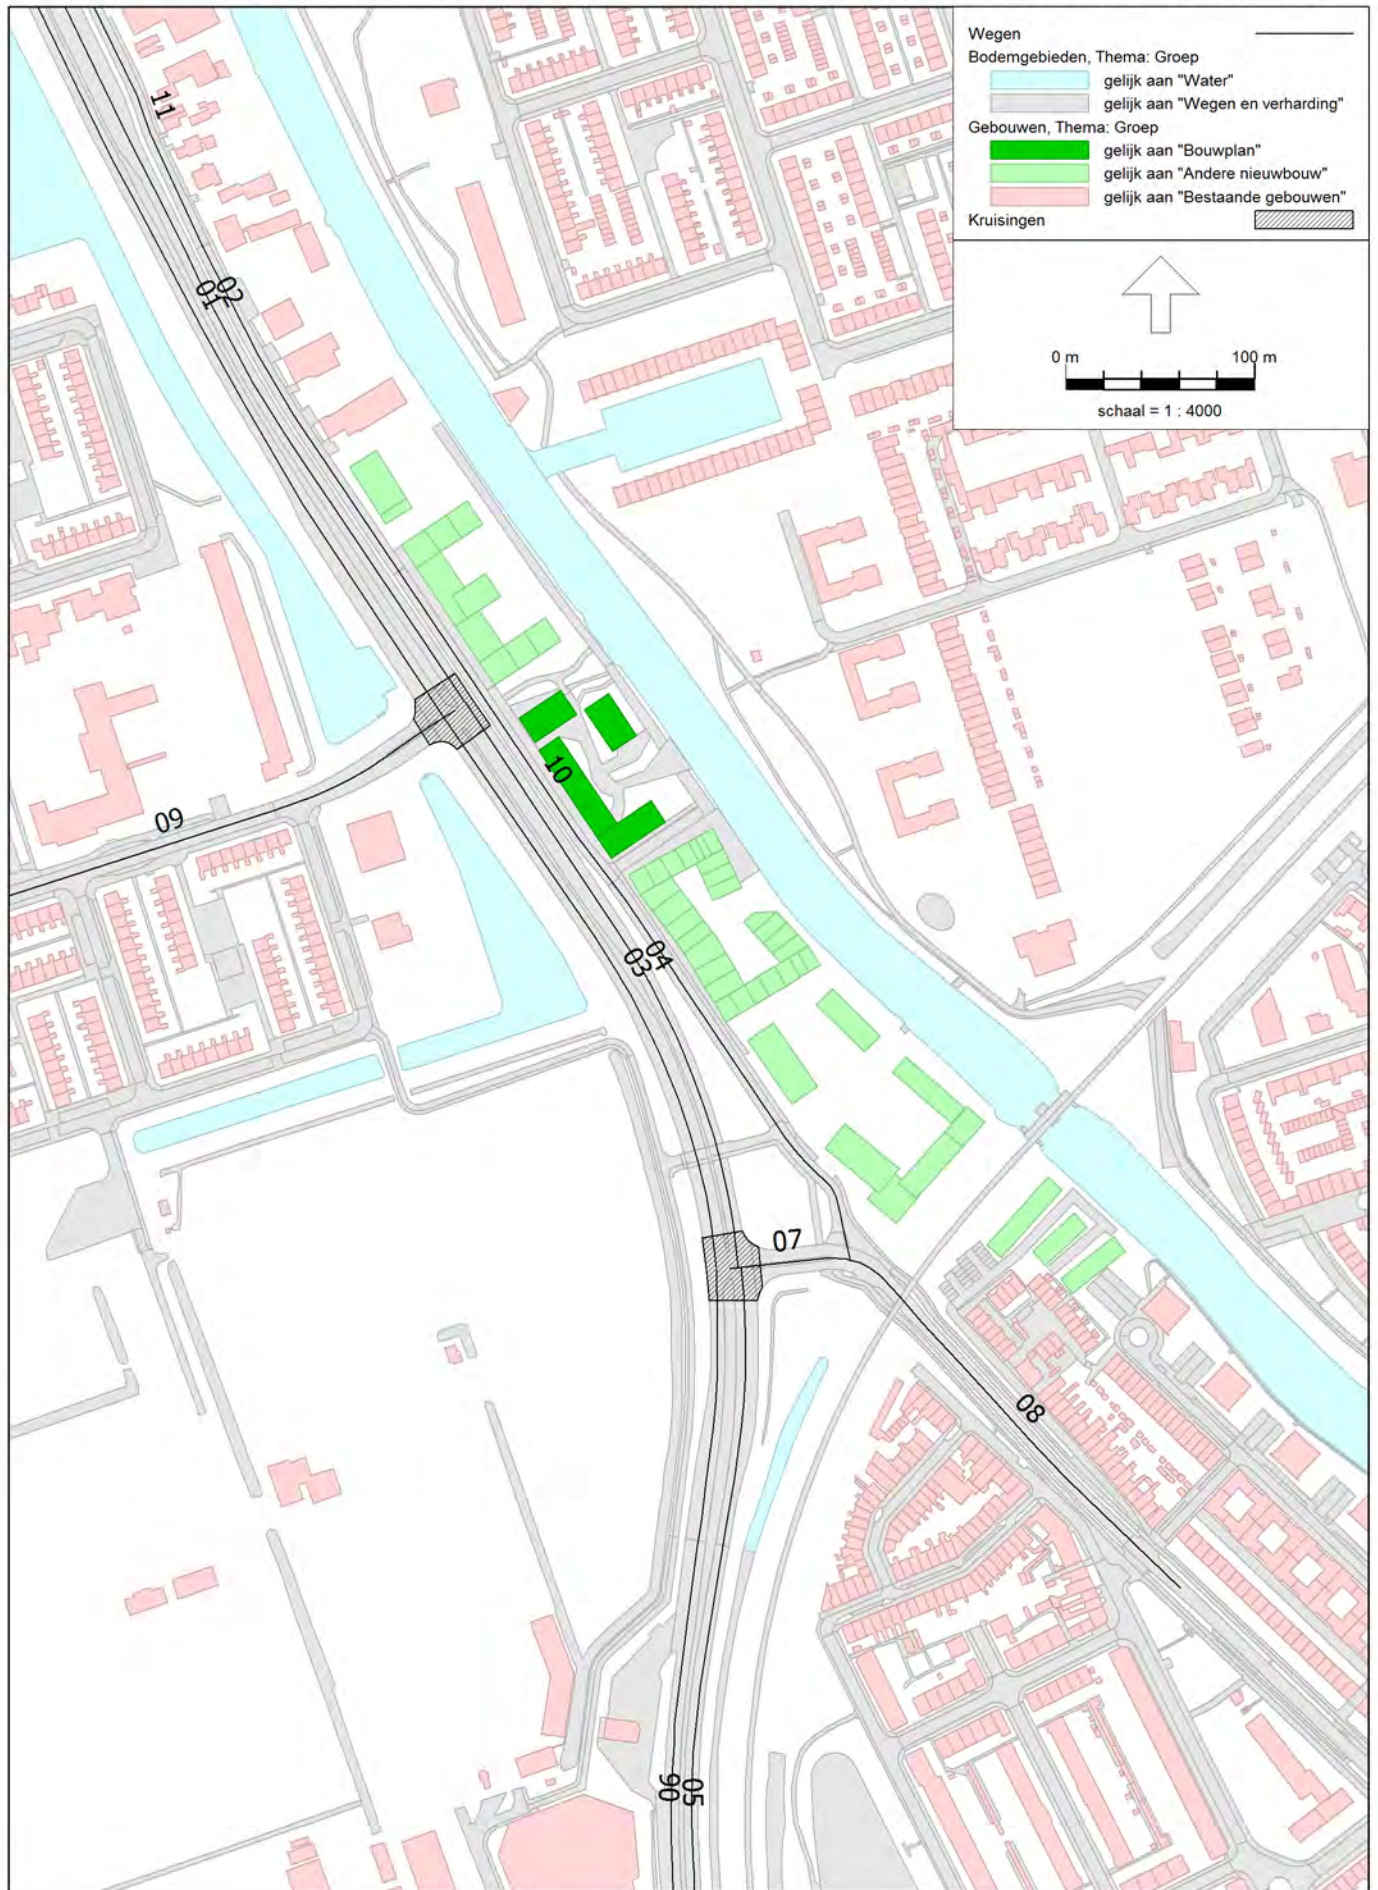 Wegen
Bodemgebieden, Thema: Groep
gelijk aan "Water"
gelijk aan "Wegen en verharding"
Gebouwen, Thema: Groep
gelijk aan "Bouwplan"
gelijk aan "Andere nieuwbouw"
gelijk aan "Bestaande gebouwen"
Kruisingen
0 m 100 m
schaal = 1 : 4000
11
02
01
10
09
04
03
07
08
06
05